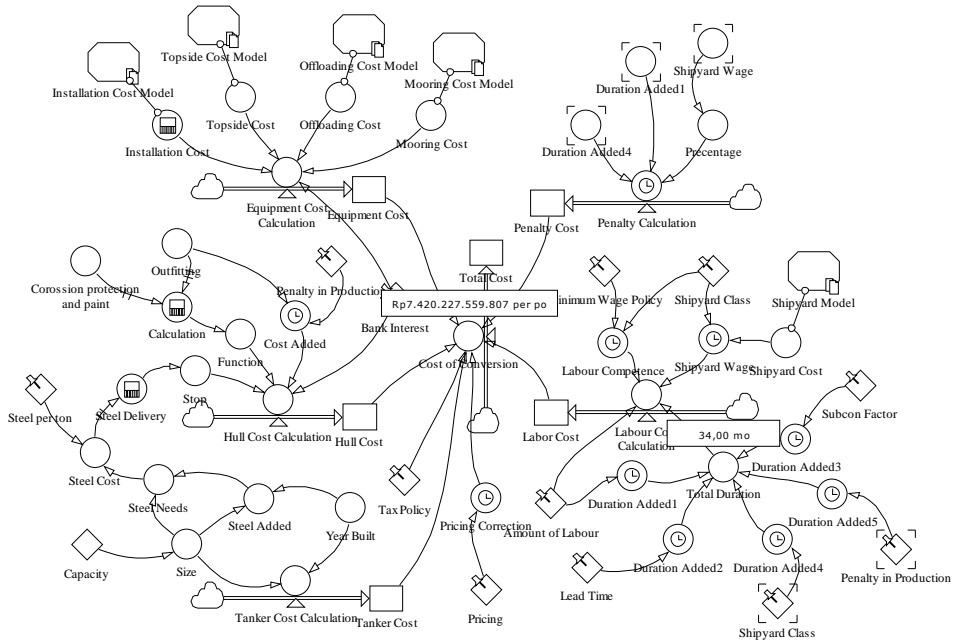 Topside Cost Model
Offloading Cost Model
Mooring Cost Model
Installation Cost Model
Shipyard Wage
Duration Added1
Topside Cost
Offloading Cost
Mooring Cost
Installation Cost
Duration Added4
Precentage
Equipment Cost
Calculation
Equipment Cost
Penalty Cost
Penalty Calculation
Outfitting
Total Cost
Corossion protection
and paint
Penalty in Production
Rp7.420.227.559.807 per po
inimum Wage Policy
Shipyard Class
Shipyard Model
Bank Interest
Calculation
Function
Cost Added
Cost of Conversion
Labour Competence
Shipyard Wage
Shipyard Cost
Steel per ton
Steel Delivery
Stop
Hull Cost Calculation
Hull Cost
Labor Cost
Labour Co
Calculation
34,00 mo
Subcon Factor
Steel Cost
Duration Added3
Total Duration
Steel Needs
Steel Added
Year Built
Tax Policy
Pricing Correction
Amount of Labour
Duration Added1
Duration Added5
Capacity
Size
Duration Added2
Duration Added4
Penalty in Production
Lead Time
Tanker Cost Calculation
Tanker Cost
Pricing
Shipyard Class